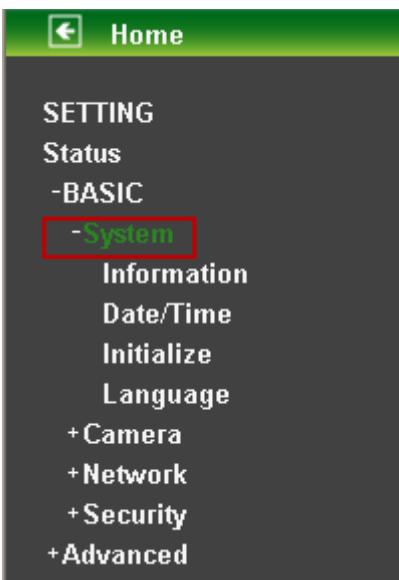 Home
SETTING
Status
-BASIC
-System
Information
Date/Time
Initialize
Language
+Camera
+Network
+Security
+Advanced